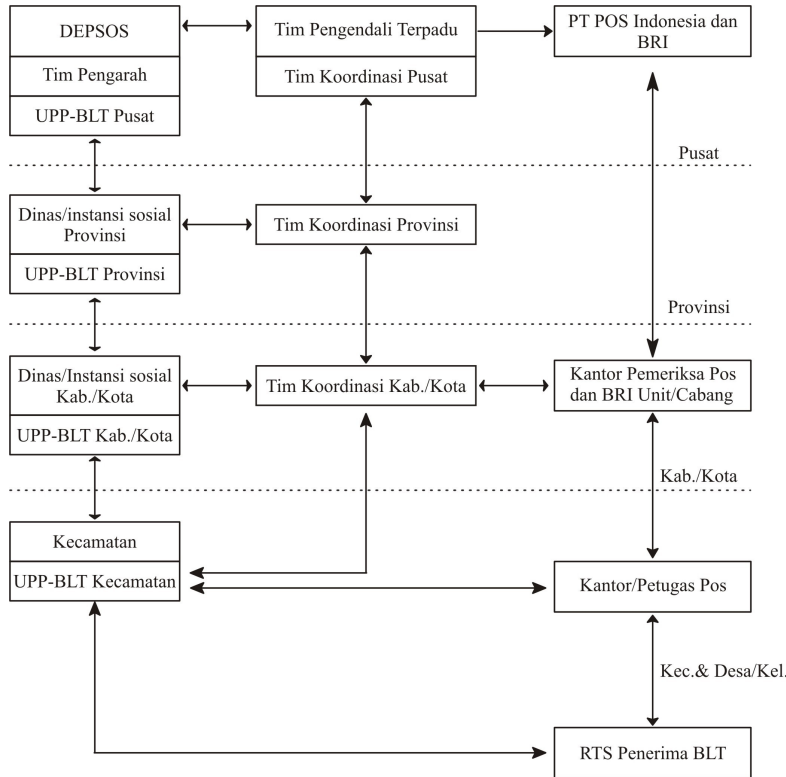 DEPSOS
Tim Pengarah
UPP-BLT Pusat
Tim Pengendali Terpadu
Tim Koordinasi Pusat
PT POS Indonesia dan
BRI
Pusat
Dinas/instansi sosial
Provinsi
UPP-BLT Provinsi
Tim Koordinasi Provinsi
Provinsi
Dinas/Instansi sosial
Kab./Kota
UPP-BLT Kab./Kota
Tim Koordinasi Kab./Kota
Kantor Pemeriksa Pos
dan BRI Unit/Cabang
Kab./Kota
Kecamatan
UPP-BLT Kecamatan
Kantor/Petugas Pos
Kec.& Desa/Kel.
RTS Penerima BLT